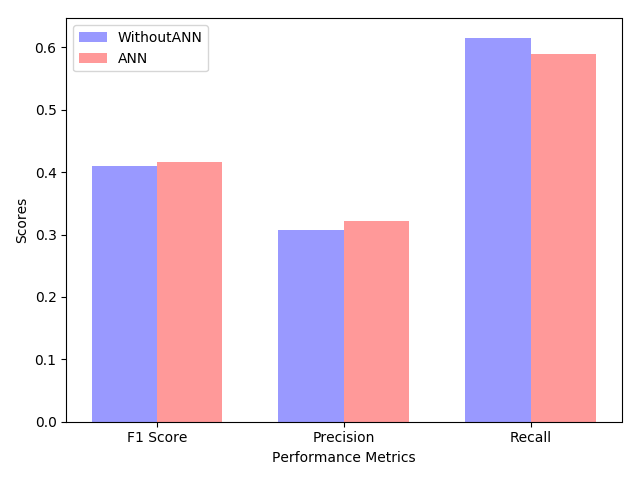 WithoutANN
ANN
0.6
0.5
0.4
0.3
0.2
0.1
0.0
Scores
F1 Score Precision Recall
Performance Metrics